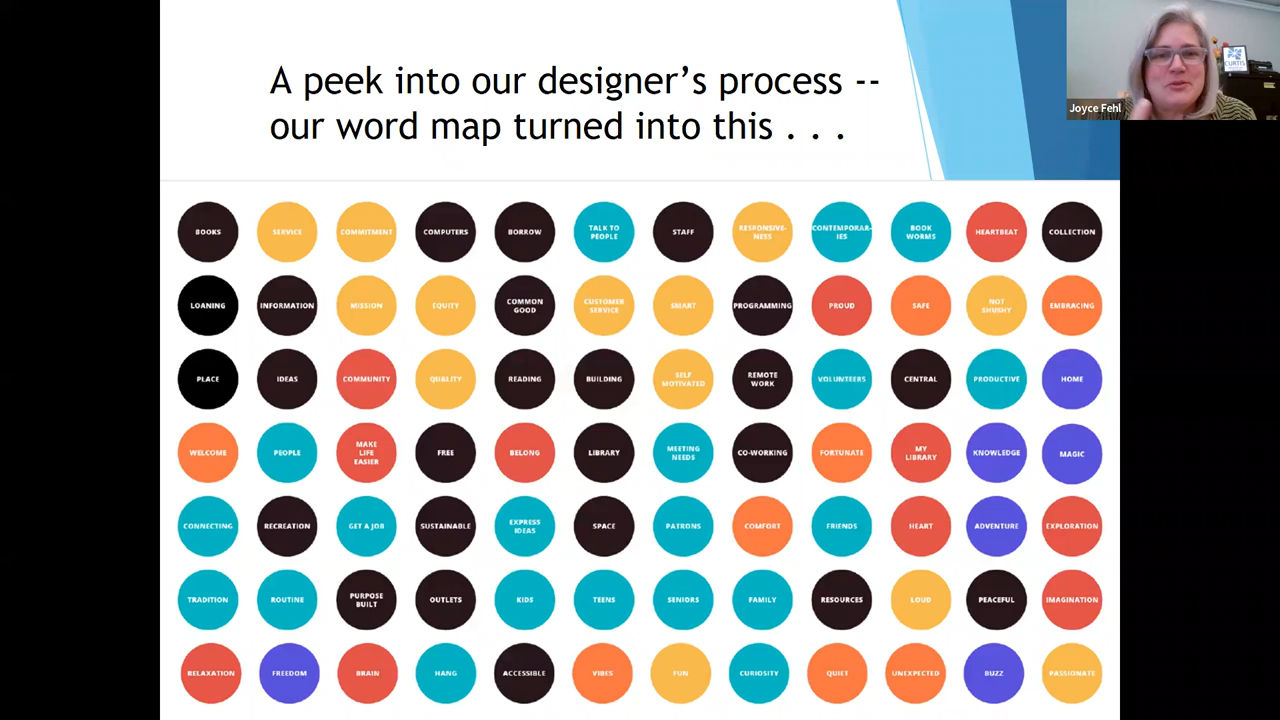 A peek into our designer’s process --
our word map turned into this . . .
CURTIS
Joyce Fehl
BOOKS
SERVICE
COMMITMENT
COMPUTERS
BORROW
TALK TO
PEOPLE
STAFF
RESPONSIVE-
NESS
CONTEMPORAR-
IES
BOOK
WORMS
HEARTBEAT
COLLECTION
LOANING
INFORMATION
MISSION
EQUITY
COMMON
GOOD
CUSTOMER
SERVICE
SMART
PROGRAMMING
PROUD
SAFE
NOT
SHUSHY
EMBRACING
PLACE
IDEAS
COMMUNITY
QUALITY
READING
BUILDING
SELF
MOTIVATED
REMOTE
WORK
VOLUNTEERS
CENTRAL
PRODUCTIVE
HOME
WELCOME
PEOPLE
MAKE
LIFE
EASIER
FREE
BELONG
LIBRARY
MEETING
NEEDS
CO-WORKING
FORTUNATE
MY
LIBRARY
KNOWLEDGE
MAGIC
CONNECTING
RECREATION
GET A JOB
SUSTAINABLE
EXPRESS
IDEAS
SPACE
PATRONS
COMFORT
FRIENDS
HEART
ADVENTURE
EXPLORATION
TRADITION
ROUTINE
PURPOSE
BUILT
OUTLETS
KIDS
TEENS
SENIORS
FAMILY
RESOURCES
LOUD
PEACEFUL
IMAGINATION
RELAXATION
FREEDOM
BRAIN
HANG
ACCESSIBLE
VIBES
FUN
CURIOSITY
QUIET
UNEXPECTED
BUZZ
PASSIONATE